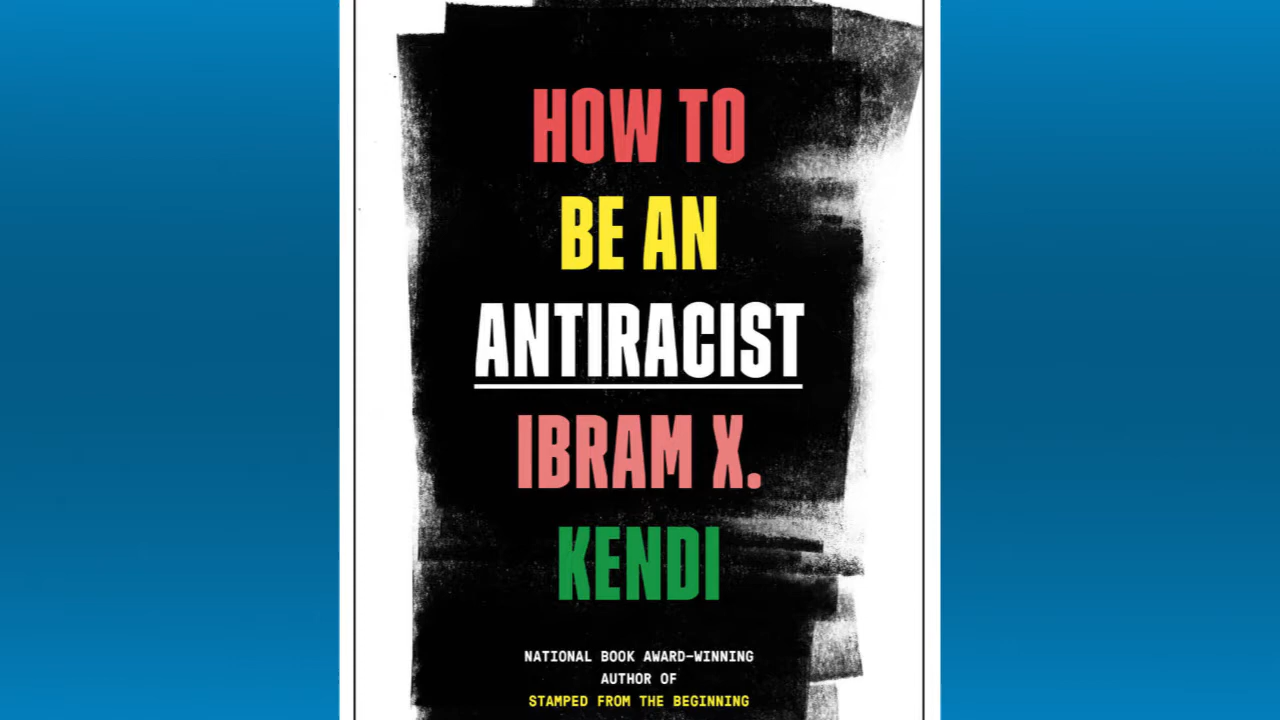 HOW TO
BE AN
ANTIRACIST
IBRAM X.
KENDI
NATIONAL BOOK AWARD–WINNING
AUTHOR OF
STAMPED FROM THE BEGINNING